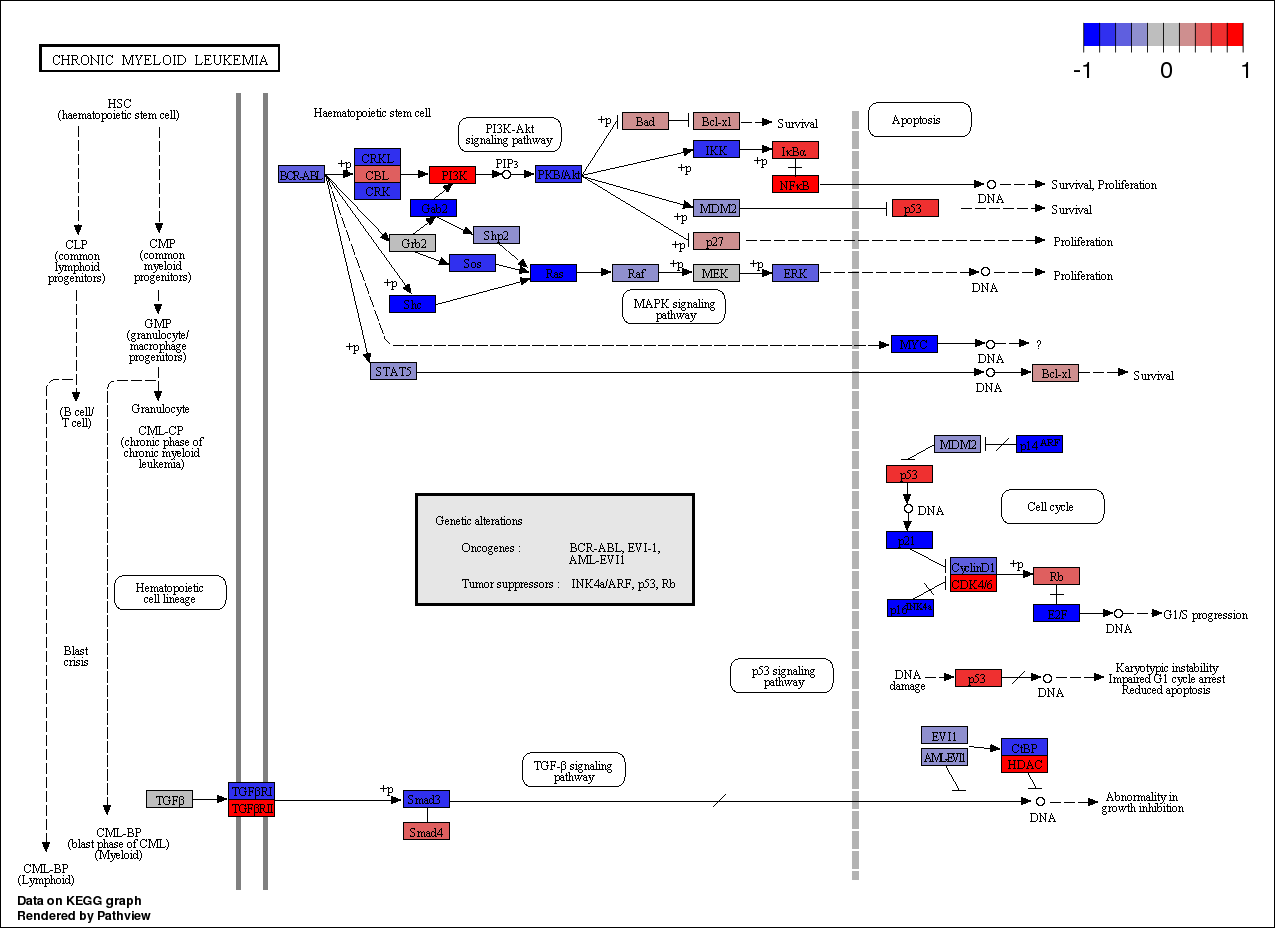 CHRONIC MYELOID LEUKEMIA
-1 0 1
HSC
(haematopoietic stem cell)
CLP
(common
lymphoid
progenitors)
CMP
(common
myeloid
progenitors)
GMP
(granulocyte/
macrophage
progenitors)
(B cell/
T cell)
Granulocyte
CML-CP
(chronic phase of
chronic myeloid
leukemia)
Hematopoietic
cell lineage
Blast
crisis
CML-BP
(blast phase of CML)
(Myeloid)
CML-BP
(Lymphoid)
Haematopoietic stem cell
PI3K-Akt
signaling pathway
BCR-ABL
+p
CRKL
CBL
CRK
PI3K
PIP3
PKB/Akt
Gab2
Grb2
Shp2
Sos
+p
Shc
Ras
Raf
+p
MEK
+p
ERK
MAPK signaling
pathway
+p
STAT5
+p
Bad
Bcl-xl
Survival
IKK
+p
+p
IκBα
NFκB
MDM2
+p
p27
+p
Apoptosis
DNA
Survival, Proliferation
p53
Survival
Proliferation
DNA
Proliferation
MYC
DNA
?
DNA
Bcl-xl
Survival
MDM2
p14ARF
p53
DNA
Cell cycle
p21
CyclinD1
CDK4/6
+p
Rb
p16INK4a
E2F
DNA
G1/S progression
Genetic alterations
Oncogenes : BCR-ABL, EVI-1,
AML-EVI1
Tumor suppressors : INK4a/ARF, p53, Rb
p53 signaling
pathway
DNA
damage
p53
DNA
Karyotypic instability
Impaired G1 cycle arrest
Reduced apoptosis
EVI1
AML-EVI1
CtBP
HDAC
TGF-β signaling
pathway
TGFβ
TGFβRI
TGFβRII
+p
Smad3
Smad4
DNA
Abnormality in
growth inhibition
Data on KEGG graph
Rendered by Pathview